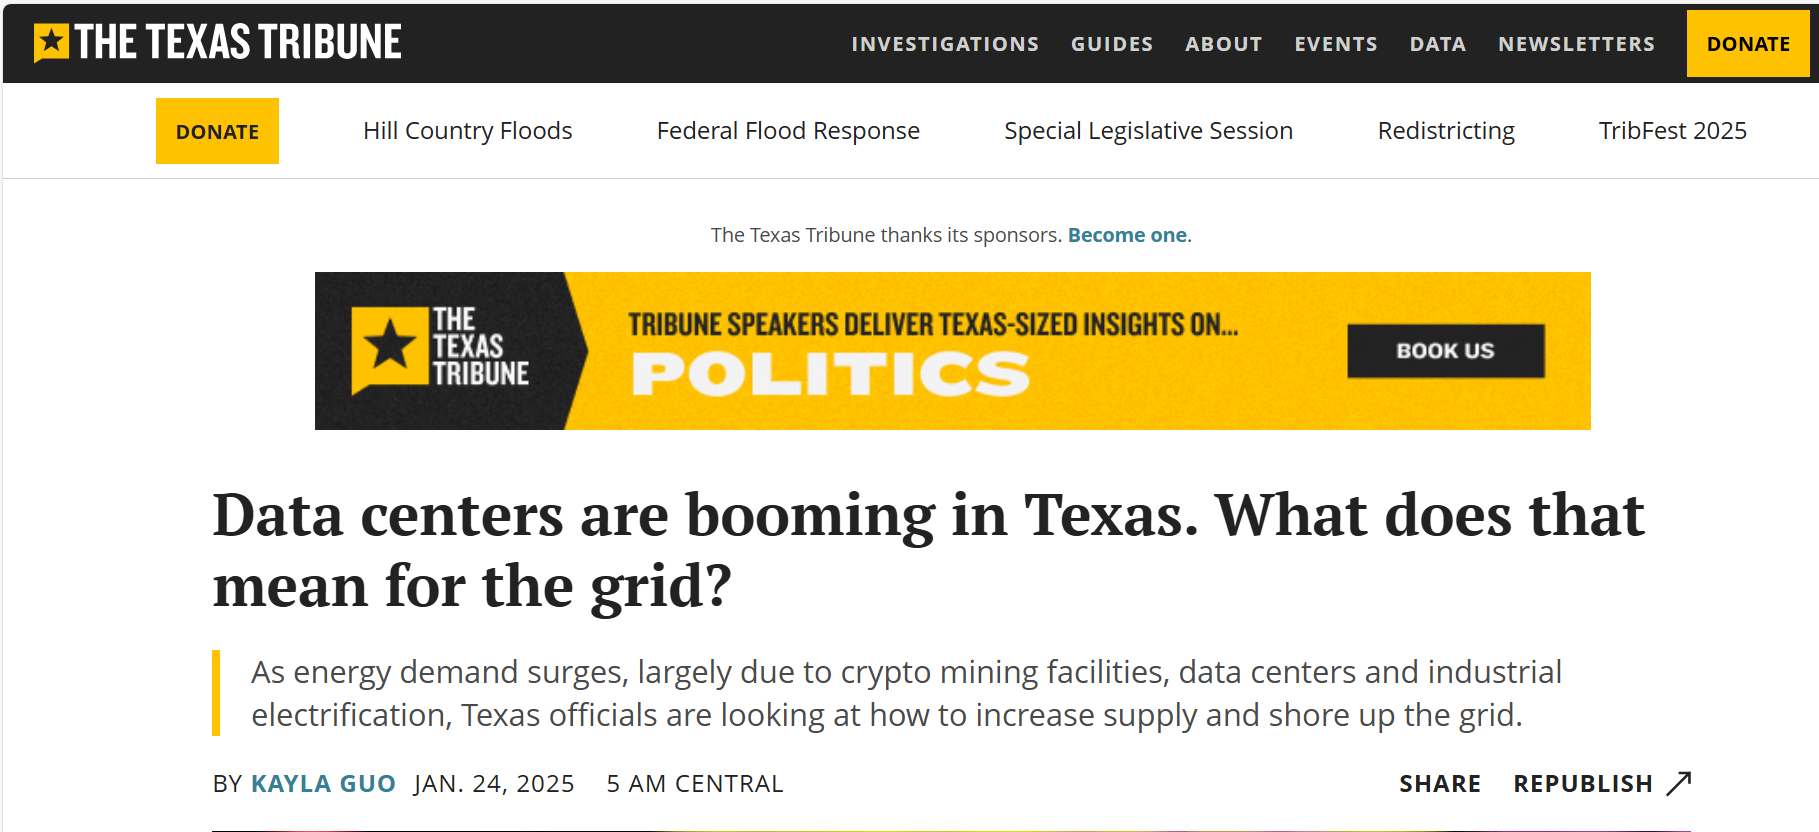 THE TEXAS TRIBUNE
INVESTIGATIONS GUIDES ABOUT EVENTS DATA NEWSLETTERS DONATE
DONATE Hill Country Floods Federal Flood Response Special Legislative Session Redistricting TribFest 2025
The Texas Tribune thanks its sponsors. Become one.
THE
TEXAS
TRIBUNE
TRIBUNE SPEAKERS DELIVER TEXAS-SIZED INSIGHTS ON...
POLITICS
BOOK US
Data centers are booming in Texas. What does that
mean for the grid?
As energy demand surges, largely due to crypto mining facilities, data centers and industrial
electrification, Texas officials are looking at how to increase supply and shore up the grid.
BY KAYLA GUO JAN. 24, 2025 5 AM CENTRAL
SHARE REPUBLISH